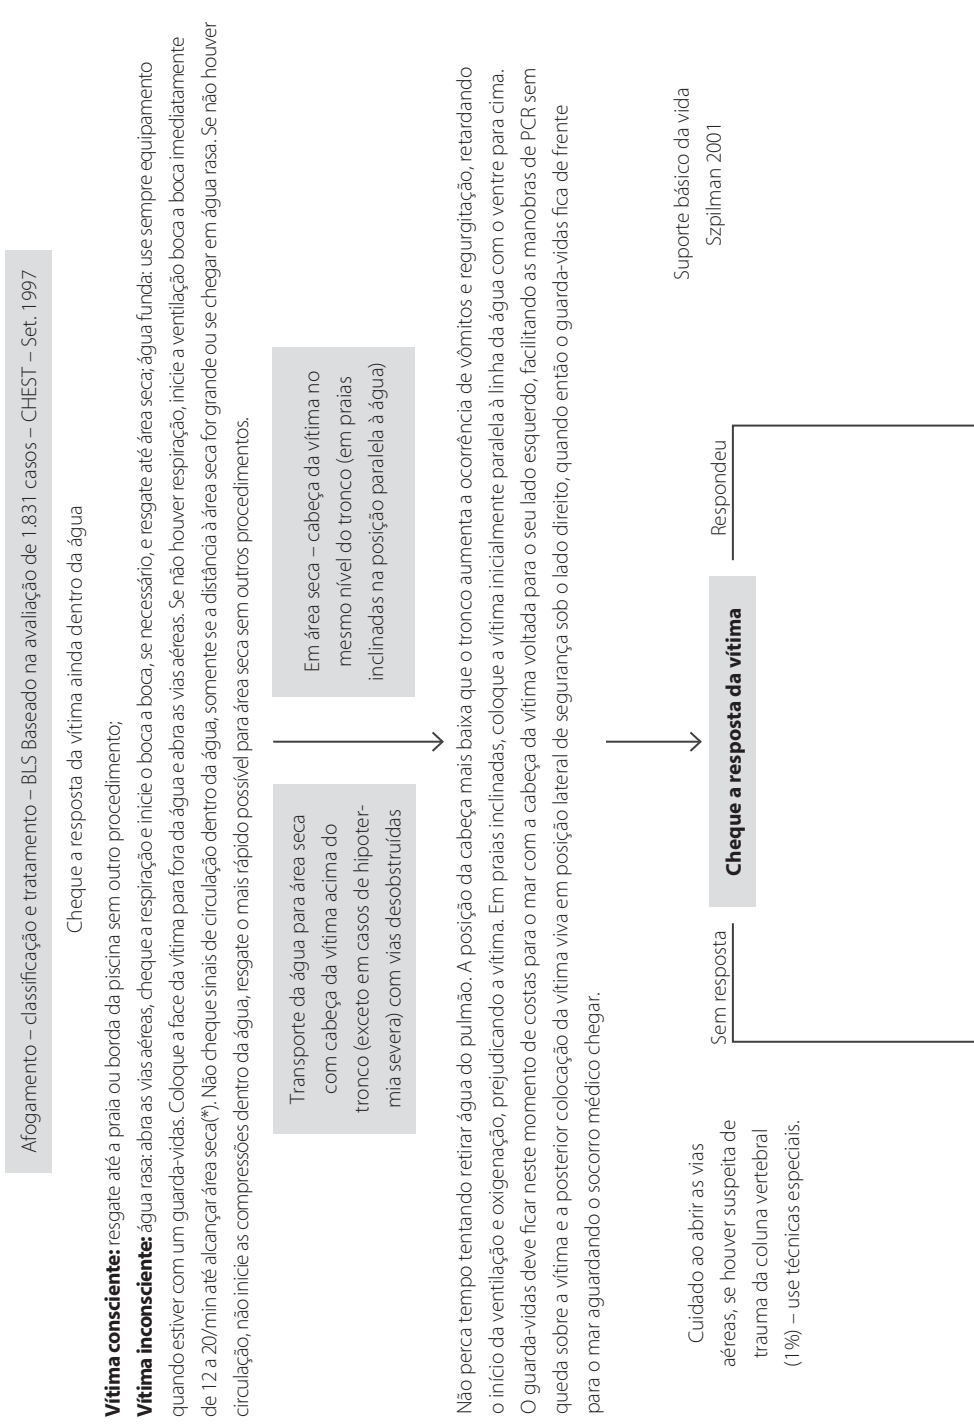 Afogamento – classificação e tratamento – BLS Baseado na avaliação de 1.831 casos – CHEST – Set. 1997
Cheque a resposta da vítima ainda dentro da água
Vítima consciente: resgate até a praia ou borda da piscina sem outro procedimento;
Vítima inconsciente: água rasa: abra as vias aéreas, cheque a respiração e inicie o boca a boca, se necessário, e resgate até área seca; água funda: use sempre equipamento
quando estiver com um guarda-vidas. Coloque a face da vítima para fora da água e abra as vias aéreas. Se não houver respiração, inicie a ventilação boca a boca imediatamente
de 12 a 20/min até alcançar área seca(*). Não cheque sinais de circulação dentro da água, somente se a distância à área seca for grande ou se chegar em água rasa. Se não houver
circulação, não inicie as compressões dentro da água, resgate o mais rápido possível para área seca sem outros procedimentos.
Transporte da água para área seca
com cabeça da vítima acima do
tronco (exceto em casos de hipoter-
mia severa) com vias desobstruídas
Em área seca – cabeça da vítima no
mesmo nível do tronco (em praias
inclinadas na posição paralela à água)
Não perca tempo tentando retirar água do pulmão. A posição da cabeça mais baixa que o tronco aumenta a ocorrência de vômitos e regurgitação, retardando
o início da ventilação e oxigenação, prejudicando a vítima. Em praias inclinadas, coloque a vítima inicialmente paralela à linha da água com o ventre para cima.
O guarda-vidas deve ficar neste momento de costas para o mar com a cabeça da vítima voltada para o seu lado esquerdo, facilitando as manobras de PCR sem
queda sobre a vítima e a posterior colocação da vítima viva em posição lateral de segurança sob o lado direito, quando então o guarda-vidas fica de frente
para o mar aguardando o socorro médico chegar.
Cuidado ao abrir as vias
aéreas, se houver suspeita de
trauma da coluna vertebral
(1%) – use técnicas especiais.
Sem resposta
Cheque a resposta da vítima
Respondeu
Suporte básico da vida
Szpilman 2001